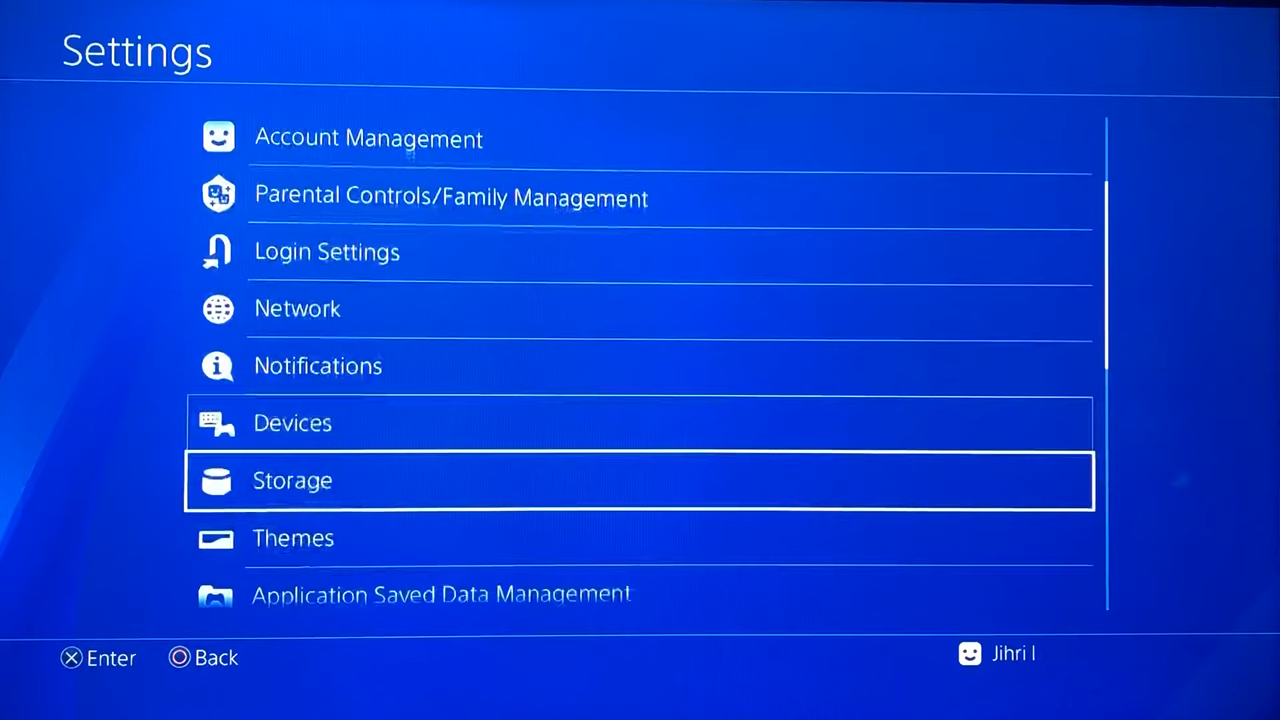 Settings
Account Management
Parental Controls/Family Management
Login Settings
Network
Notifications
Devices
Storage
Themes
Application Saved Data Management
Enter
Back
Jihri I